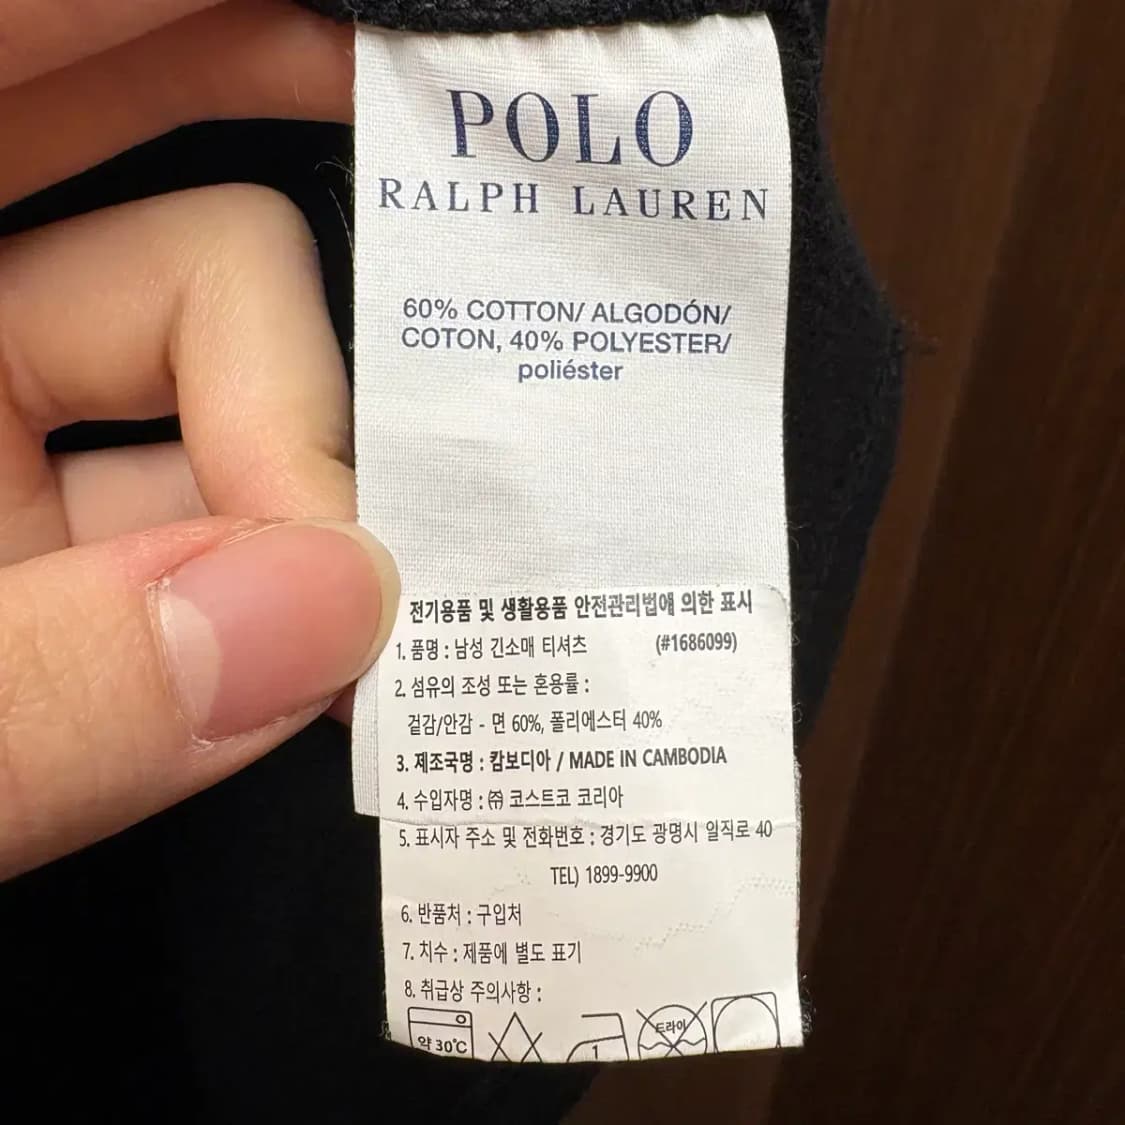 POLO
RALPH LAUREN
60% COTTON/ ALGODÓN/
COTON, 40% POLYESTER/
poliéster
전기용품 및 생활용품 안전관리법에 의한 표시
1. 품명 : 남성 긴소매 티셔츠 (#1686099)
2. 섬유의 조성 또는 혼용률 :
겉감/안감 - 면 60%, 폴리에스터 40%
3. 제조국명 : 캄보디아 / MADE IN CAMBODIA
4. 수입자명 : ㈜ 코스트코 코리아
5. 표시자 주소 및 전화번호 : 경기도 광명시 일직로 40
TEL) 1899-9900
6. 반품처 : 구입처
7. 치수 : 제품에 별도 표기
8. 취급상 주의사항 :
약 30℃ 1 드라이